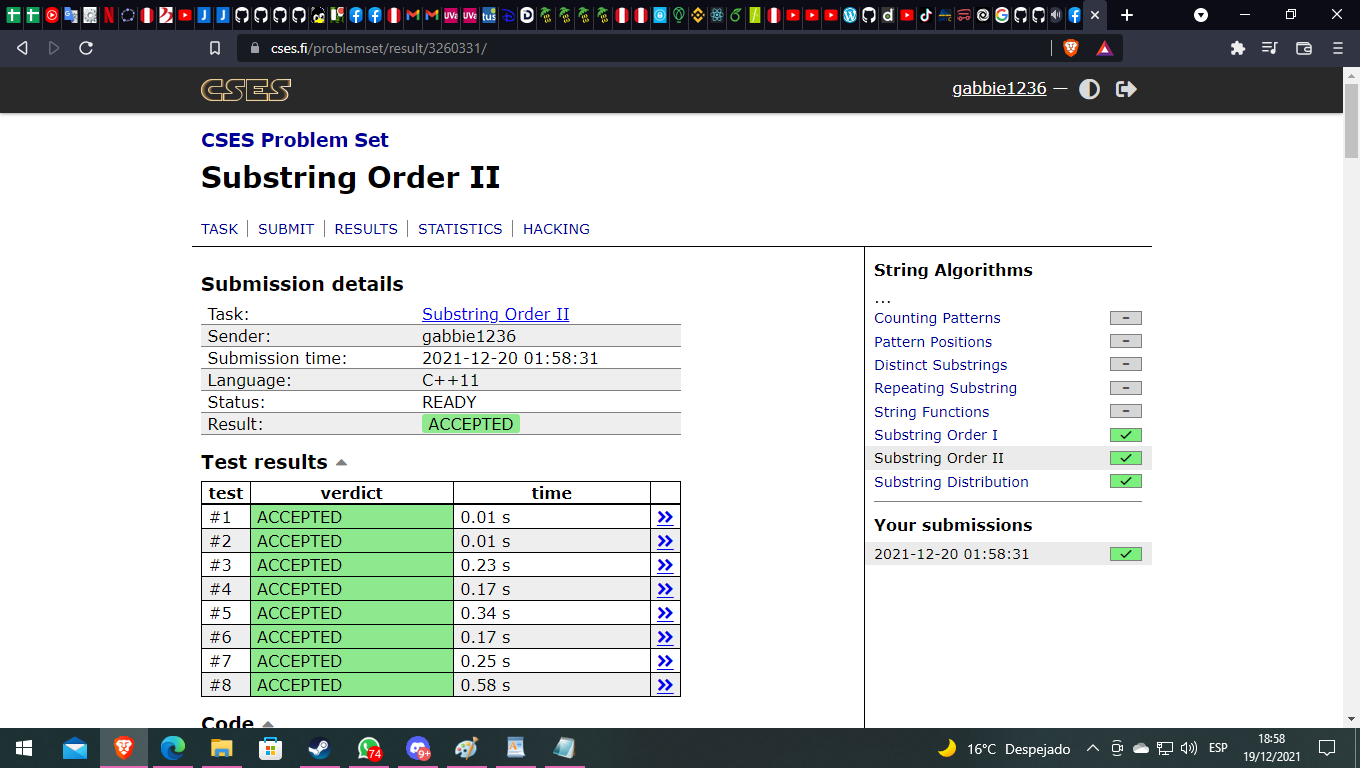 cses.fi/problemset/result/3260331/
CSES
gabbie1236 —
CSES Problem Set
Substring Order II
TASK | SUBMIT | RESULTS | STATISTICS | HACKING
Submission details
Task: Substring Order II
Sender: gabbie1236
Submission time: 2021-12-20 01:58:31
Language: C++11
Status: READY
Result: ACCEPTED
Test results
test verdict time
#1 ACCEPTED 0.01 s
#2 ACCEPTED 0.01 s
#3 ACCEPTED 0.23 s
#4 ACCEPTED 0.17 s
#5 ACCEPTED 0.34 s
#6 ACCEPTED 0.17 s
#7 ACCEPTED 0.25 s
#8 ACCEPTED 0.58 s
Code
String Algorithms
...
Counting Patterns
Pattern Positions
Distinct Substrings
Repeating Substring
String Functions
Substring Order I
Substring Order II
Substring Distribution
Your submissions
2021-12-20 01:58:31
74
9+
16°C Despejado
ESP
18:58
19/12/2021